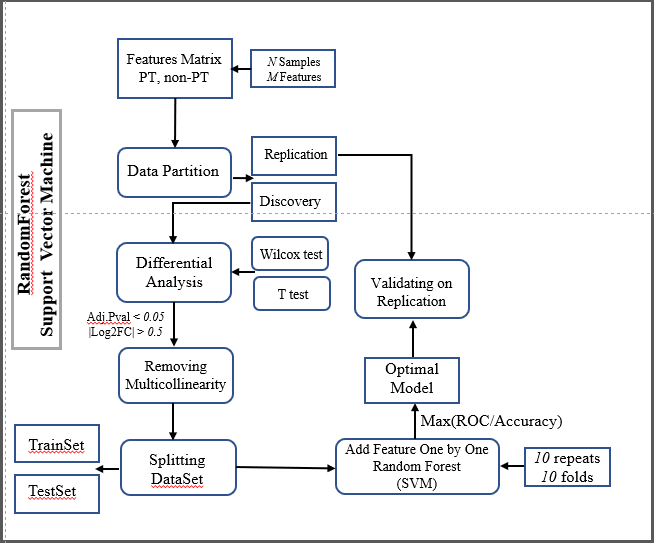 Features Matrix
PT, non-PT
N Samples
M Features
Data Partition
Replication
Discovery
RandomForest
Support Vector Machine
Differential
Analysis
Wilcox test
T test
Validating on
Replication
Adj.Pval < 0.05
|Log2FC| > 0.5
Removing
Multicollinearity
Optimal
Model
Max(ROC/Accuracy)
TrainSet
TestSet
Splitting
DataSet
Add Feature One by One
Random Forest
(SVM)
10 repeats
10 folds